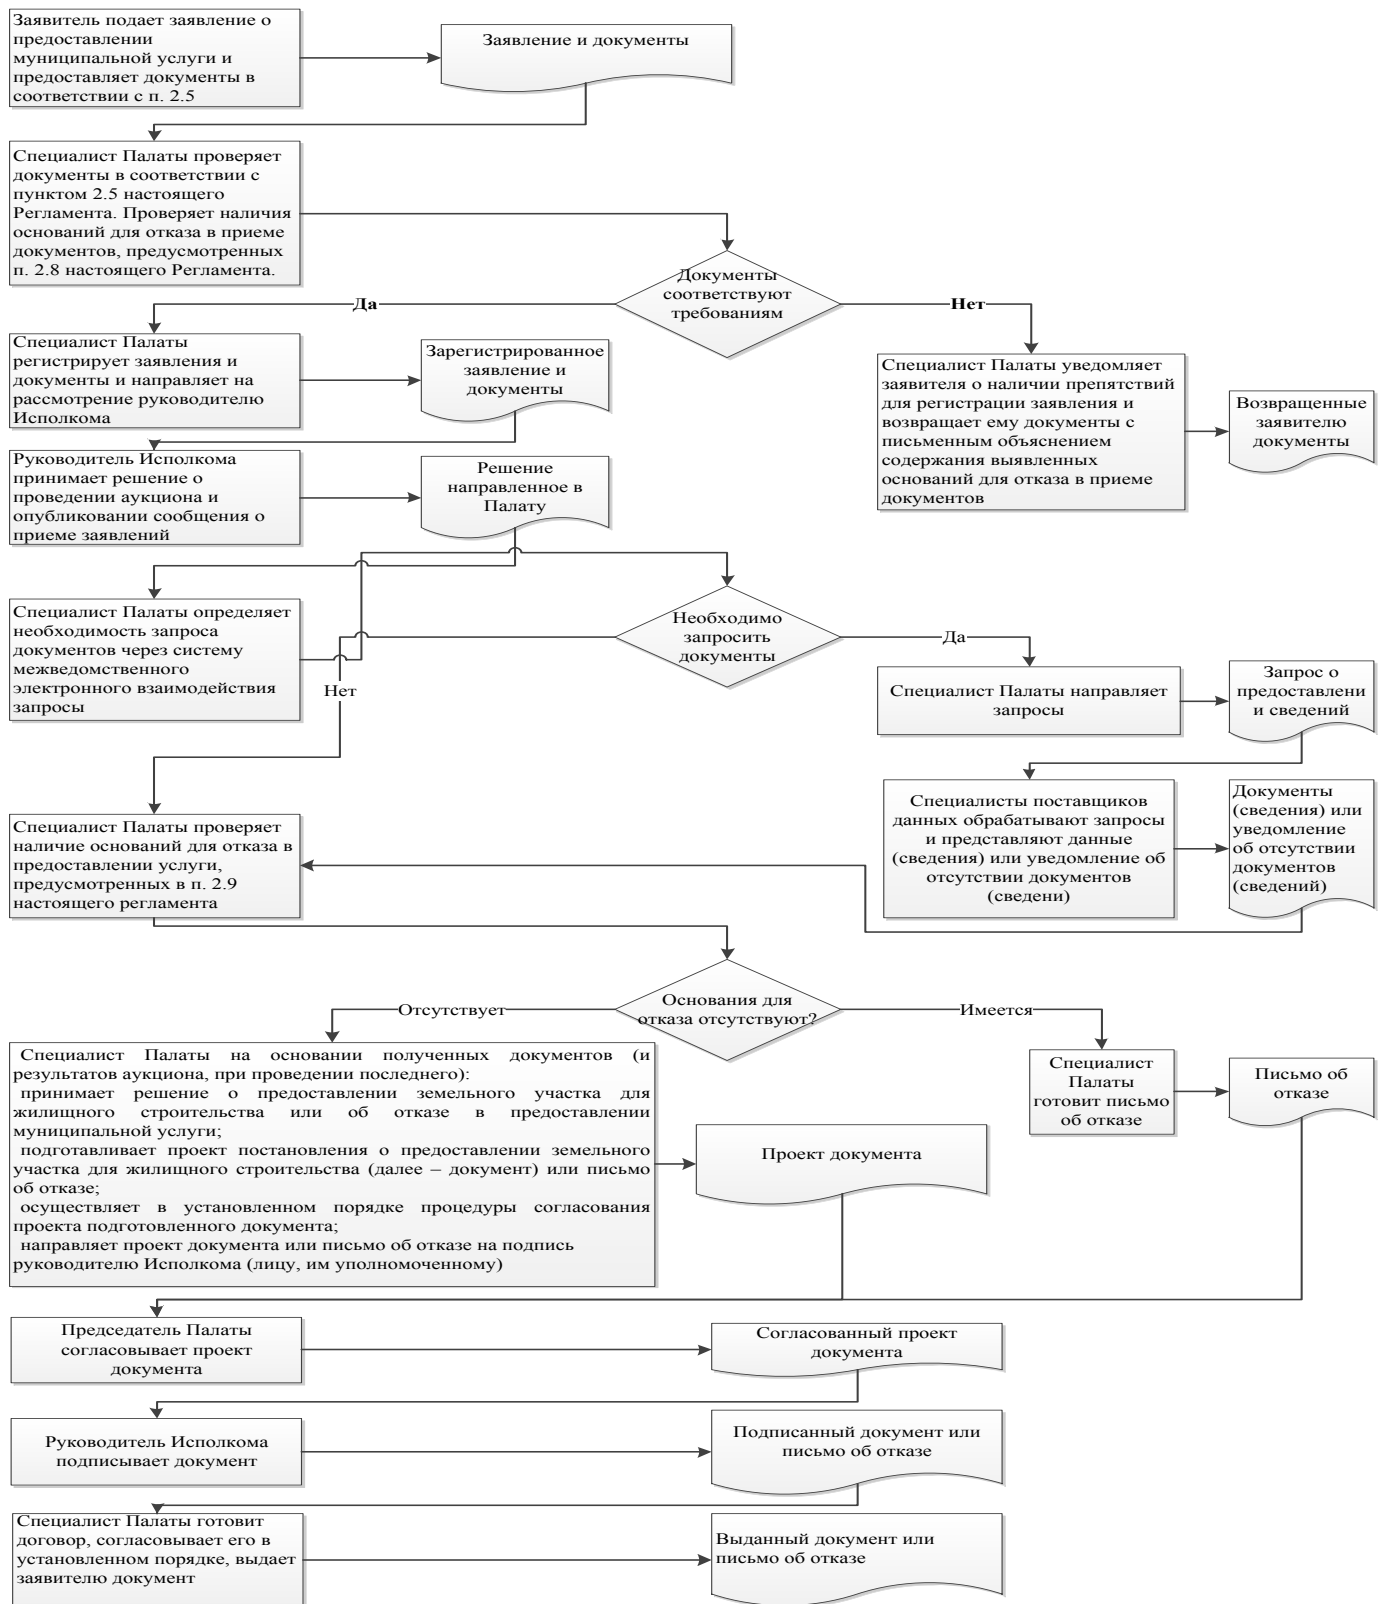 Заявитель подает заявление о
предоставлении
муниципальной услуги и
предоставляет документы в
соответствии с п. 2.5
Заявление и документы
Специалист Палаты проверяет
документы в соответствии с
пунктом 2.5 настоящего
Регламента. Проверяет наличия
оснований для отказа в приеме
документов, предусмотренных
п. 2.8 настоящего Регламента.
Документы
соответствуют
требованиям
Да
Нет
Специалист Палаты
регистрирует заявления и
документы и направляет на
рассмотрение руководителю
Исполкома
Зарегистрированное
заявление и
документы
Специалист Палаты уведомляет
заявителя о наличии препятствий
для регистрации заявления и
возвращает ему документы с
письменным объяснением
содержания выявленных
оснований для отказа в приеме
документов
Возвращенные
заявителю
документы
Руководитель Исполкома
принимает решение о
проведении аукциона и
опубликовании сообщения о
приеме заявлений
Решение
направленное в
Палату
Специалист Палаты определяет
необходимость запроса
документов через систему
межведомственного
электронного взаимодействия
запросы
Необходимо
запросить
документы
Да
Нет
Специалист Палаты направляет
запросы
Запрос о
предоставлени
и сведений
Специалисты поставщиков
данных обрабатывают запросы
и представляют данные
(сведения) или уведомление об
отсутствии документов
(сведени)
Документы
(сведения) или
уведомление
об отсутствии
документов
(сведений)
Специалист Палаты проверяет
наличие оснований для отказа в
предоставлении услуги,
предусмотренных в п. 2.9
настоящего регламента
Основания для
отказа отсутствуют?
Отсутствует
Имеется
Специалист Палаты на основании полученных документов (и
результатов аукциона, при проведении последнего):
принимает решение о предоставлении земельного участка для
жилищного строительства или об отказе в предоставлении
муниципальной услуги;
подготавливает проект постановления о предоставлении земельного
участка для жилищного строительства (далее – документ) или письмо
об отказе;
осуществляет в установленном порядке процедуры согласования
проекта подготовленного документа;
направляет проект документа или письмо об отказе на подпись
руководителю Исполкома (лицу, им уполномоченному)
Проект документа
Специалист
Палаты
готовит письмо
об отказе
Письмо об
отказе
Председатель Палаты
согласовывает проект
документа
Согласованный проект
документа
Руководитель Исполкома
подписывает документ
Подписанный документ или
письмо об отказе
Специалист Палаты готовит
договор, согласовывает его в
установленном порядке, выдает
заявителю документ
Выданный документ или
письмо об отказе